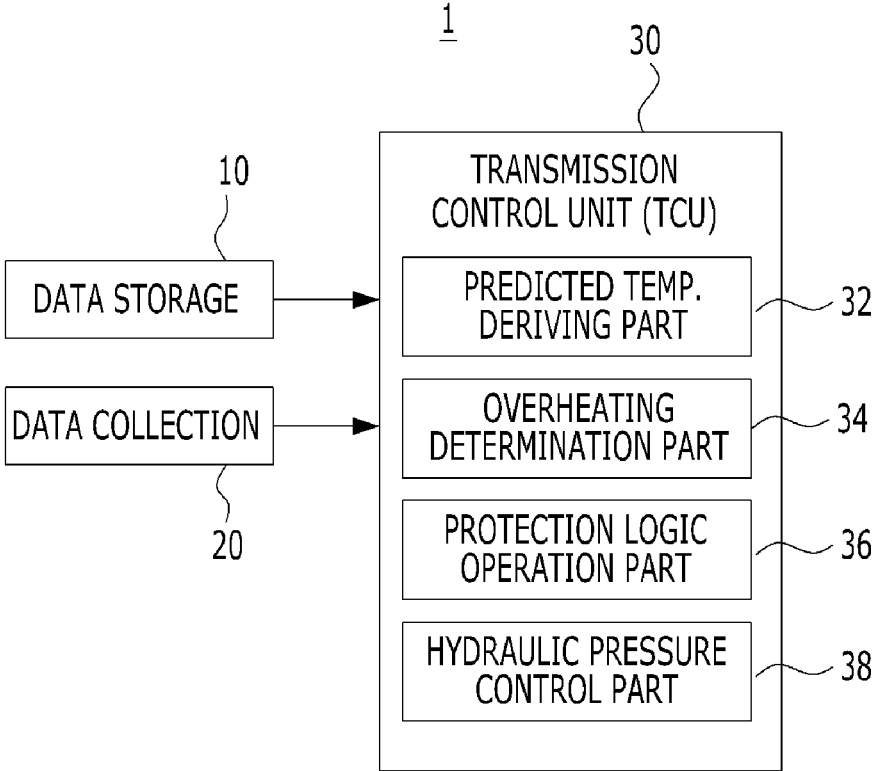 1
30
TRANSMISSION
CONTROL UNIT (TCU)
10
DATA STORAGE
PREDICTED TEMP.
DERIVING PART
32
DATA COLLECTION
20
OVERHEATING
DETERMINATION PART
34
PROTECTION LOGIC
OPERATION PART
36
HYDRAULIC PRESSURE
CONTROL PART
38